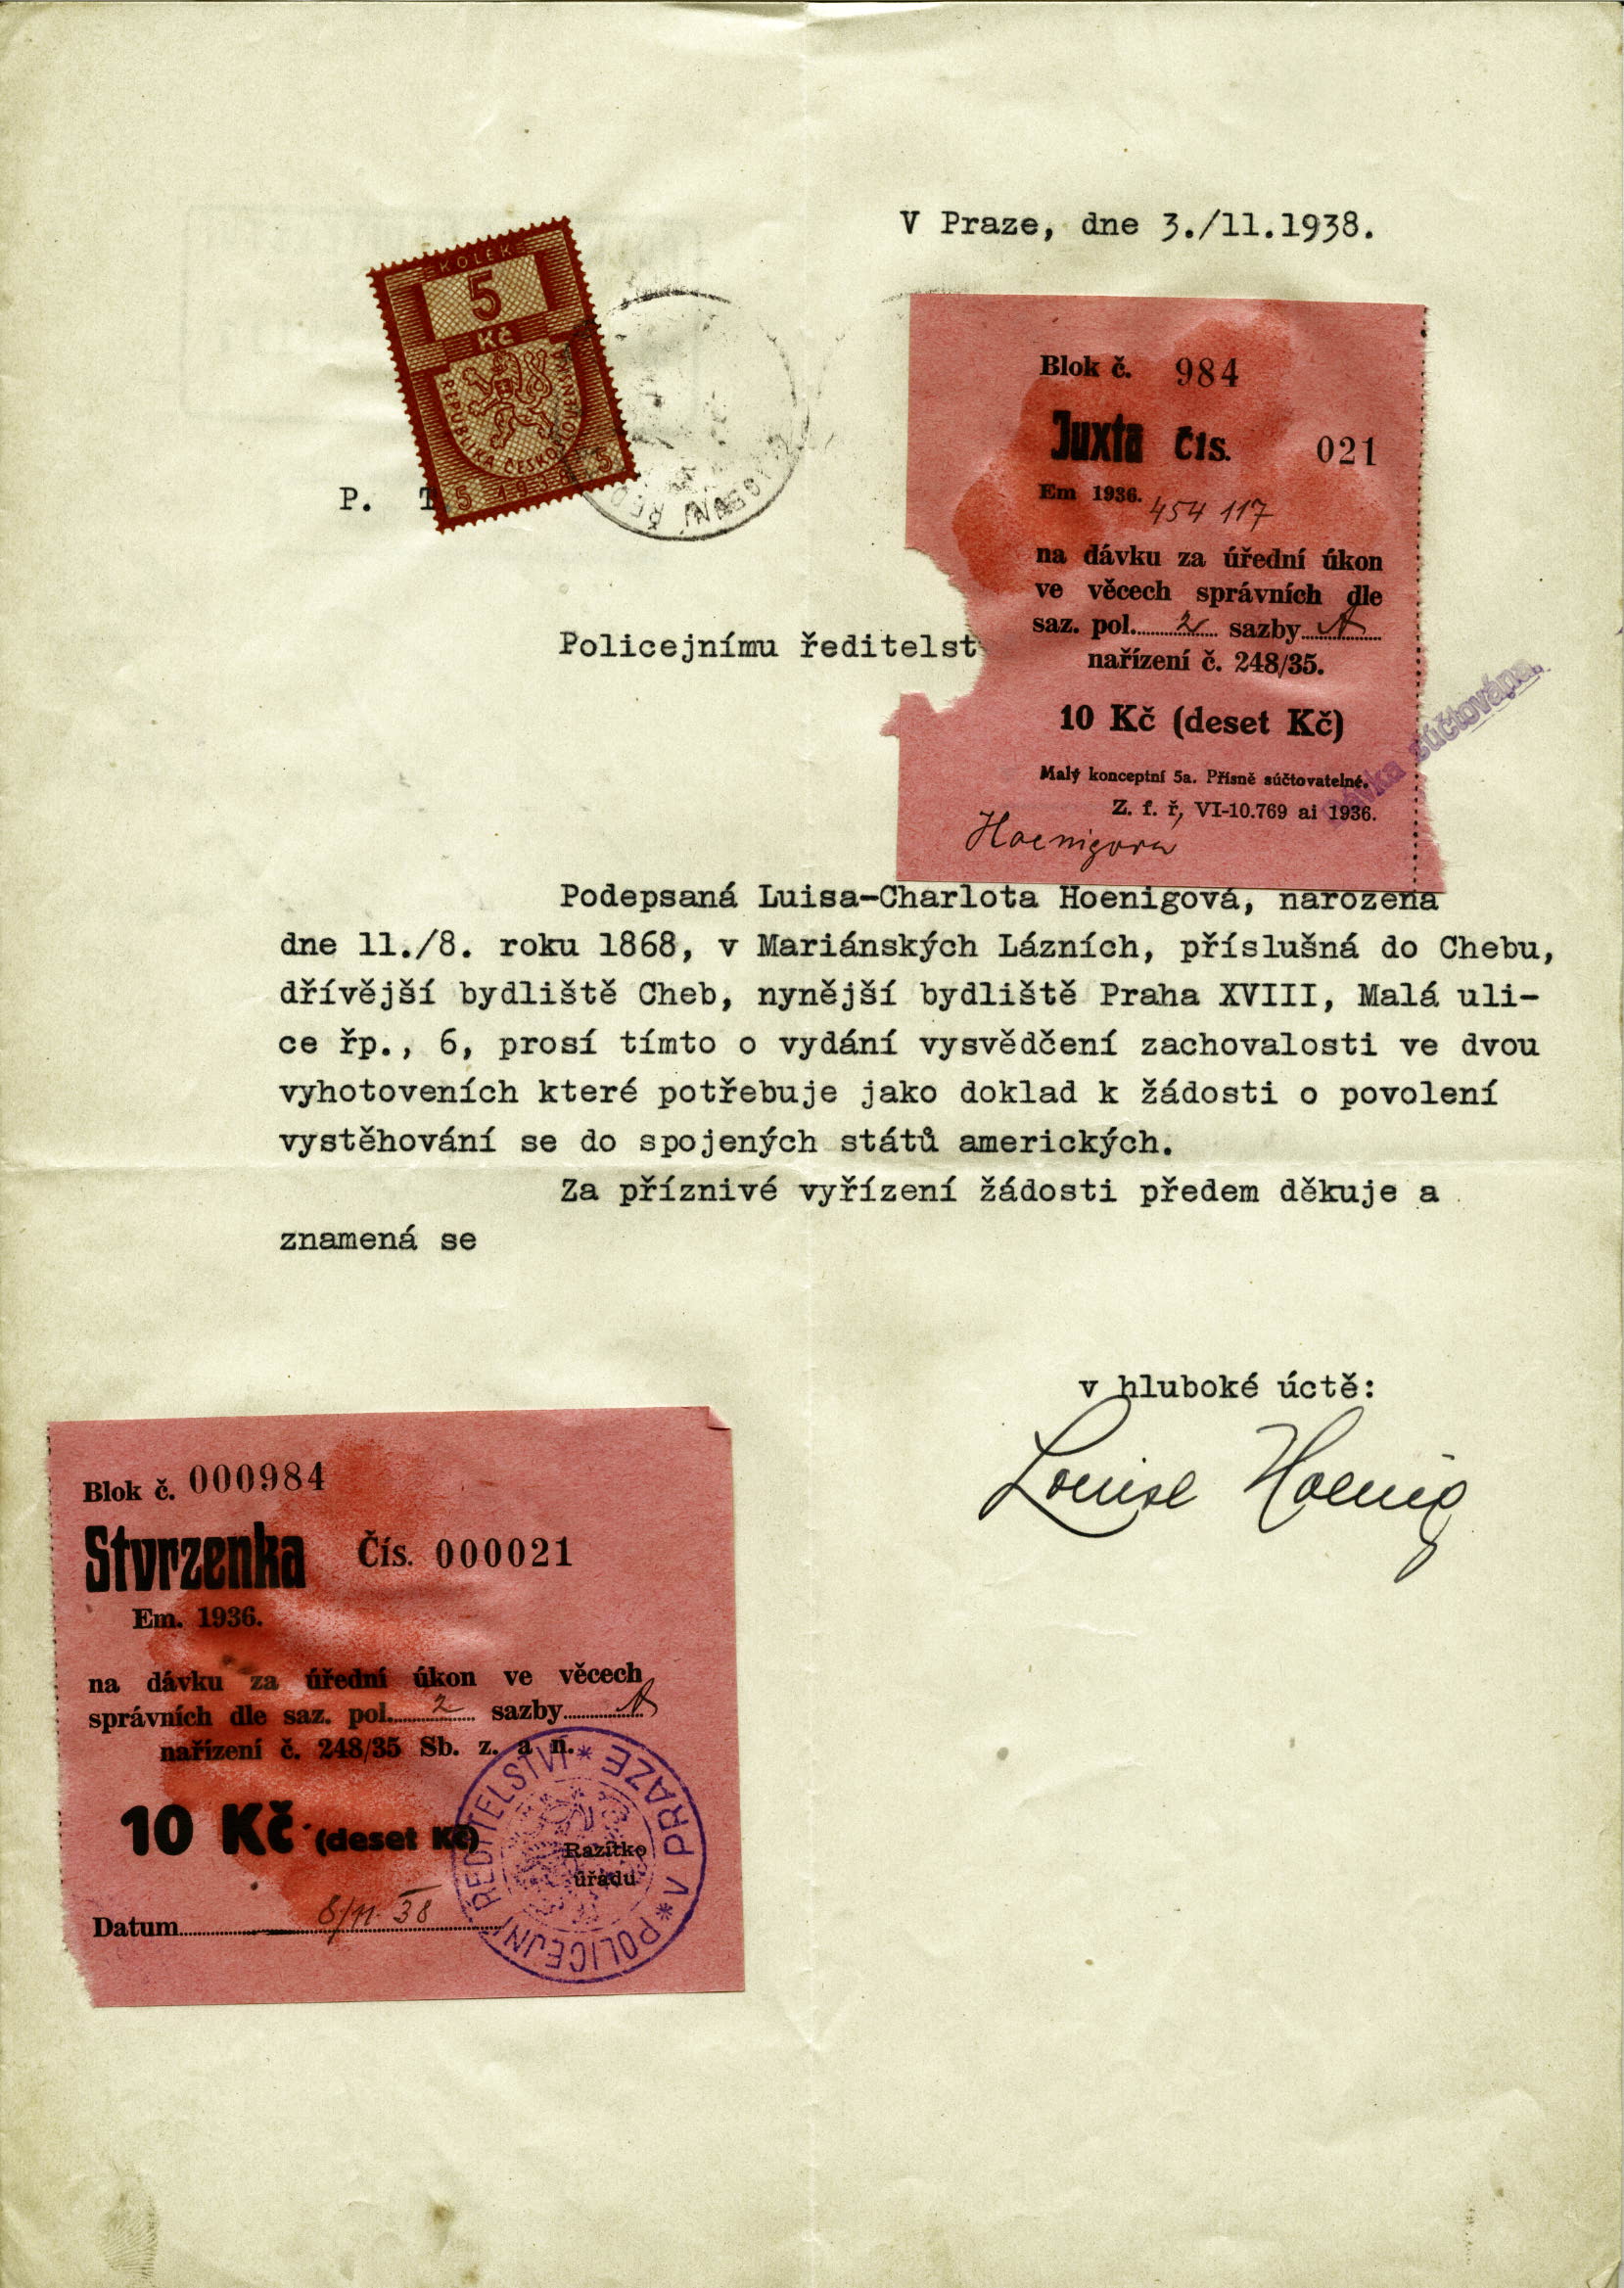 V Praze, dne 3./11.1938.
KOLEK
5
Kč
REPUBLIKA ČESKOSLOVENSKÁ
5 1938 5
P. T
Blok č. 984
Juxta Čís. 021
Em 1936.
454 117
na dávku za úřední úkon
ve věcech správních dle
saz. pol. 2 sazby A
nařízení č. 248/35.
10 Kč (deset Kč)
Malý konceptní 5a. Přísně súčtovatelné.
Z. f. ř, VI-10.769 ai 1936.
Hoenigova
Dávka súčtována.
Policejnímu ředitelst
Podepsaná Luisa-Charlota Hoenigová, narozena
dne 11./8. roku 1868, v Mariánských Lázních, příslušná do Chebu,
dřívější bydliště Cheb, nynější bydliště Praha XVIII, Malá uli-
ce řp., 6, prosí tímto o vydání vysvědčení zachovalosti ve dvou
vyhotoveních které potřebuje jako doklad k žádosti o povolení
vystěhování se do spojených států amerických.
Za příznivé vyřízení žádosti předem děkuje a
znamená se
v hluboké úctě:
Louise Hoenig
Blok č. 000984
Stvrzenka Čís. 000021
Em. 1936.
na dávku za úřední úkon ve věcech
správních dle saz. pol. 2 sazby A
nařízení č. 248/35 Sb. z. a n.
10 Kč (deset Kč)
Razítko
úřadu
Datum 8/11 38
POLICEJNÍ ŘEDITELSTVÍ * V PRAZE *